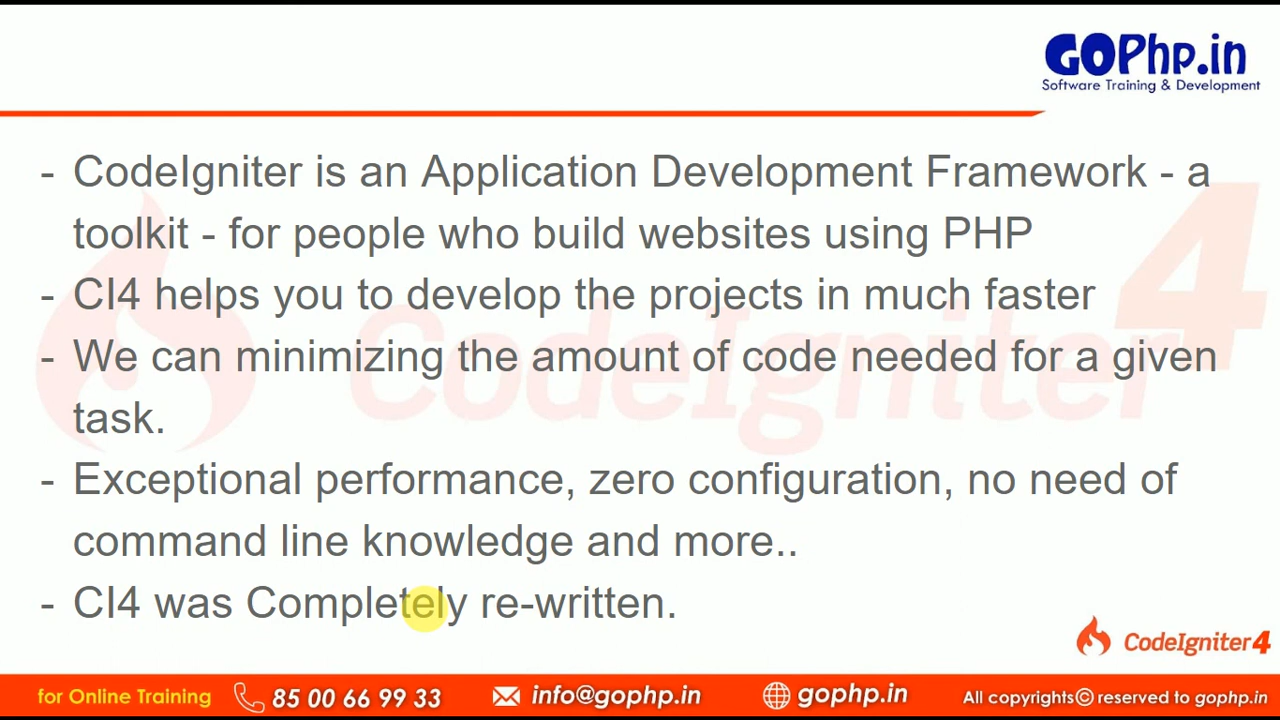 GOPhp.in
Software Training & Development
- CodeIgniter is an Application Development Framework - a
toolkit - for people who build websites using PHP
- CI4 helps you to develop the projects in much faster
- We can minimizing the amount of code needed for a given
task.
- Exceptional performance, zero configuration, no need of
command line knowledge and more..
- CI4 was Completely re-written.
CodeIgniter 4
CodeIgniter 4
for Online Training 85 00 66 99 33 info@gophp.in gophp.in All copyrights© reserved to gophp.in